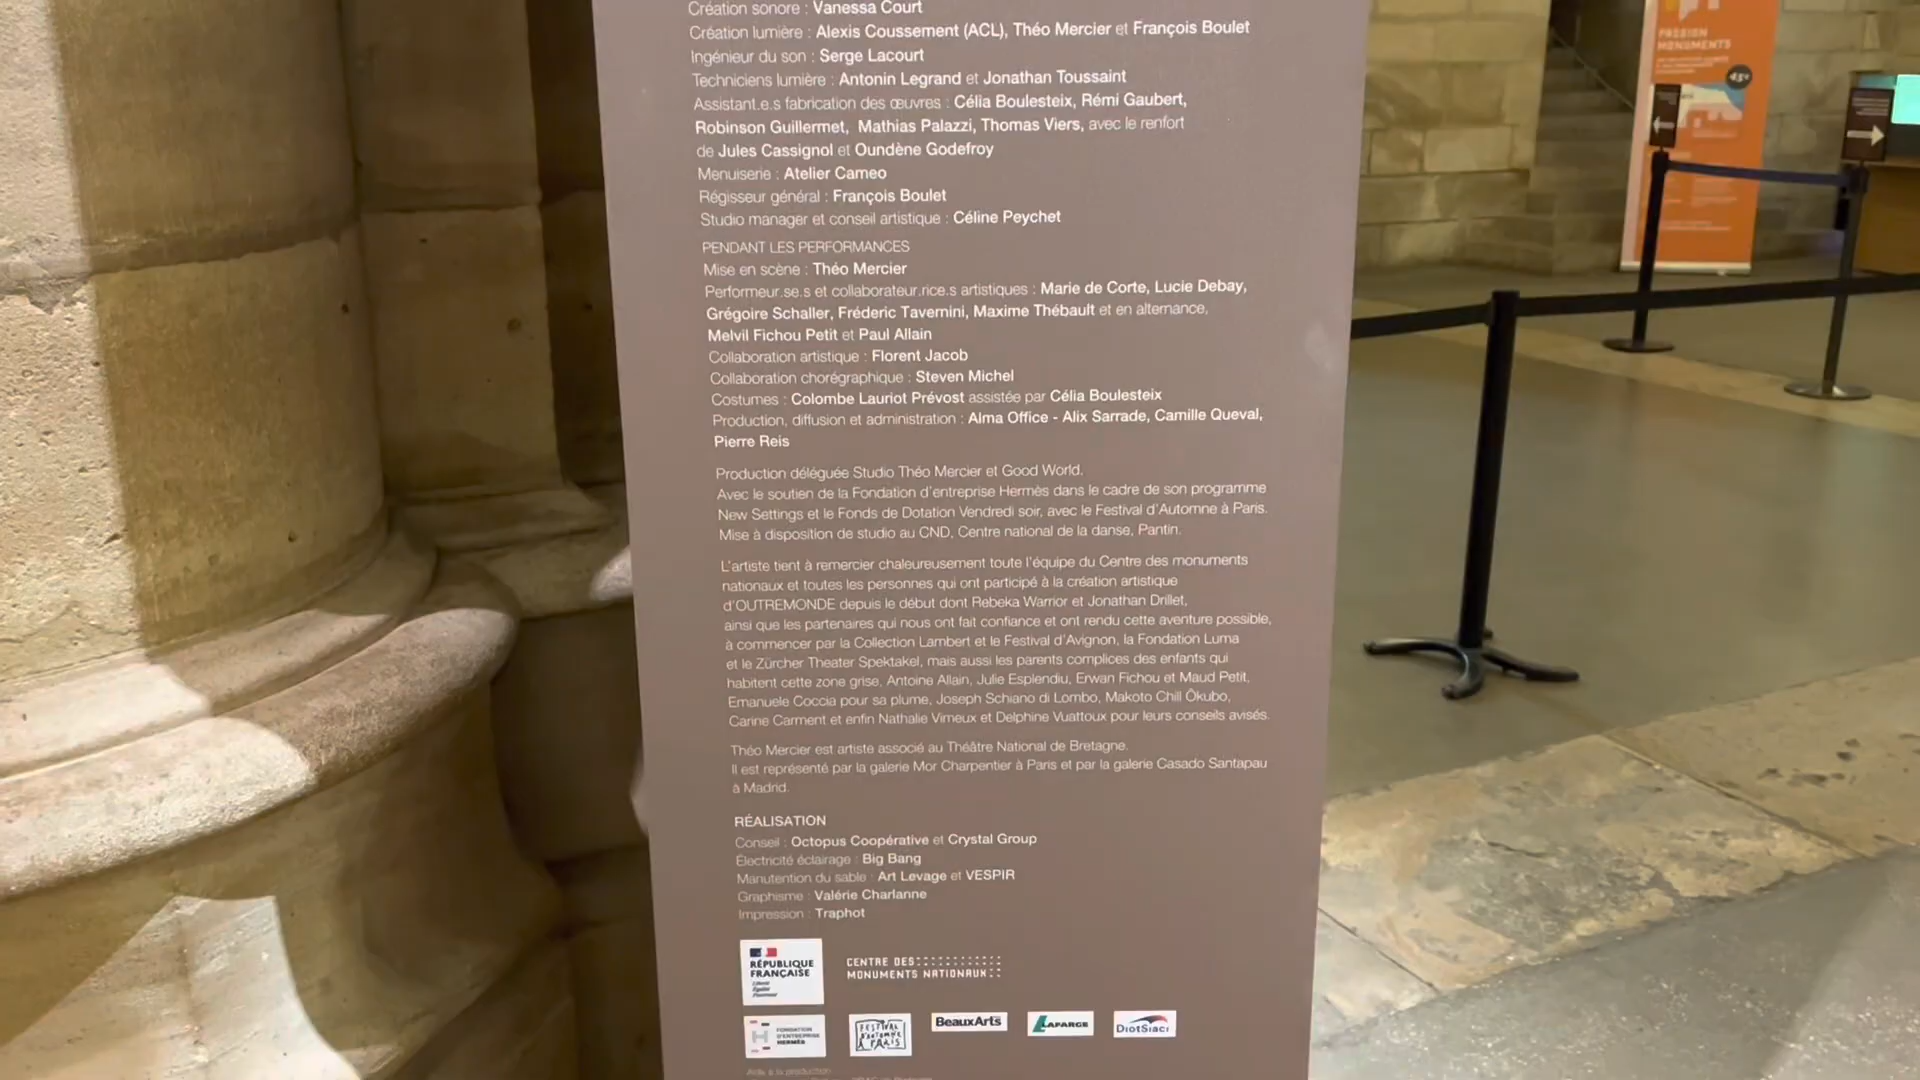 Création sonore : Vanessa Court
Création lumière : Alexis Coussement (ACL), Théo Mercier et François Boulet
Ingénieur du son : Serge Lacourt
Techniciens lumière : Antonin Legrand et Jonathan Toussaint
Assistant.e.s fabrication des œuvres : Célia Boulesteix, Rémi Gaubert,
Robinson Guillermet, Mathias Palazzi, Thomas Viers, avec le renfort
de Jules Cassignol et Oundène Godefroy
Menuiserie : Atelier Cameo
Régisseur général : François Boulet
Studio manager et conseil artistique : Céline Peychet
PENDANT LES PERFORMANCES
Mise en scène : Théo Mercier
Performeur.se.s et collaborateur.rice.s artistiques : Marie de Corte, Lucie Debay,
Grégoire Schaller, Fréderic Tavernini, Maxime Thébault et en alternance,
Melvil Fichou Petit et Paul Allain
Collaboration artistique : Florent Jacob
Collaboration chorégraphique : Steven Michel
Costumes : Colombe Lauriot Prévost assistée par Célia Boulesteix
Production, diffusion et administration : Alma Office - Alix Sarrade, Camille Queval,
Pierre Reis
Production déléguée Studio Théo Mercier et Good World.
Avec le soutien de la Fondation d'entreprise Hermès dans le cadre de son programme
New Settings et le Fonds de Dotation Vendredi soir, avec le Festival d'Automne à Paris.
Mise à disposition de studio au CND, Centre national de la danse, Pantin.
L'artiste tient à remercier chaleureusement toute l'équipe du Centre des monuments
nationaux et toutes les personnes qui ont participé à la création artistique
d'OUTREMONDE depuis le début dont Rebeka Warrior et Jonathan Drillet,
ainsi que les partenaires qui nous ont fait confiance et ont rendu cette aventure possible,
à commencer par la Collection Lambert et le Festival d'Avignon, la Fondation Luma
et le Zürcher Theater Spektakel, mais aussi les parents complices des enfants qui
habitent cette zone grise, Antoine Allain, Julie Esplendiu, Erwan Fichou et Maud Petit,
Emanuele Coccia pour sa plume, Joseph Schiano di Lombo, Makoto Chill Ôkubo,
Carine Carment et enfin Nathalie Vimeux et Delphine Vuattoux pour leurs conseils avisés.
Théo Mercier est artiste associé au Théâtre National de Bretagne.
Il est représenté par la galerie Mor Charpentier à Paris et par la galerie Casado Santapau
à Madrid.
RÉALISATION
Conseil : Octopus Coopérative et Crystal Group
Électricité éclairage : Big Bang
Manutention du sable : Art Levage et VESPIR
Graphisme : Valérie Charlanne
Impression : Traphot
RÉPUBLIQUE
FRANÇAISE
Liberté
Égalité
Fraternité
CENTRE DES
MONUMENTS NATIONAUX
FONDATION
D'ENTREPRISE
HERMÈS
FESTIVAL
D'AUTOMNE
À PARIS
BeauxArts
LAFARGE
DiotSiaci
Aide à la production
PASSION
MONUMENTS
45€